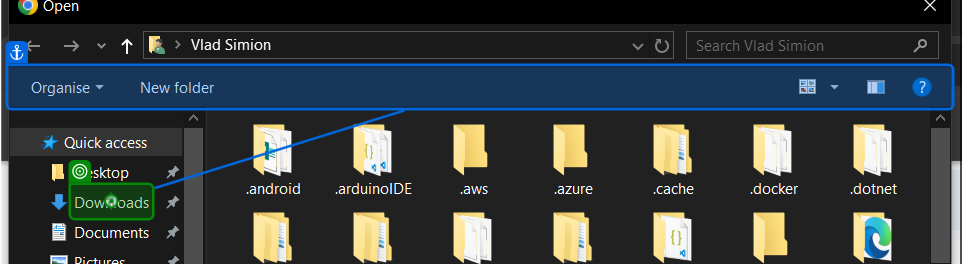 Open
Vlad Simion
Search Vlad Simion
Organise
New folder
?
Quick access
Desktop
Downloads
Documents
Pictures
.android
.arduinoIDE
.aws
.azure
.cache
.docker
.dotnet